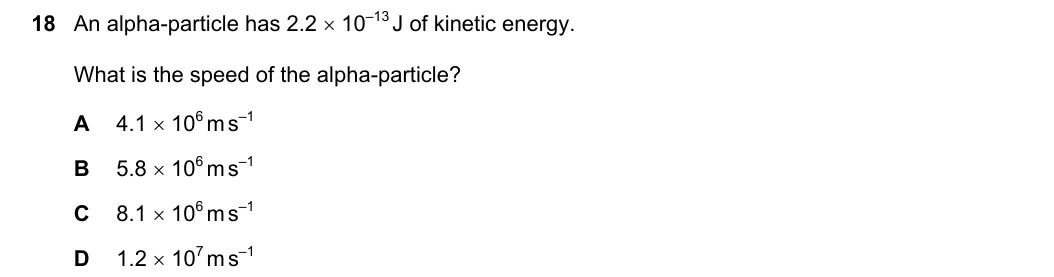 18 An alpha-particle has 2.2 × 10⁻¹³ J of kinetic energy.
What is the speed of the alpha-particle?
A 4.1 × 10⁶ m s⁻¹
B 5.8 × 10⁶ m s⁻¹
C 8.1 × 10⁶ m s⁻¹
D 1.2 × 10⁷ m s⁻¹